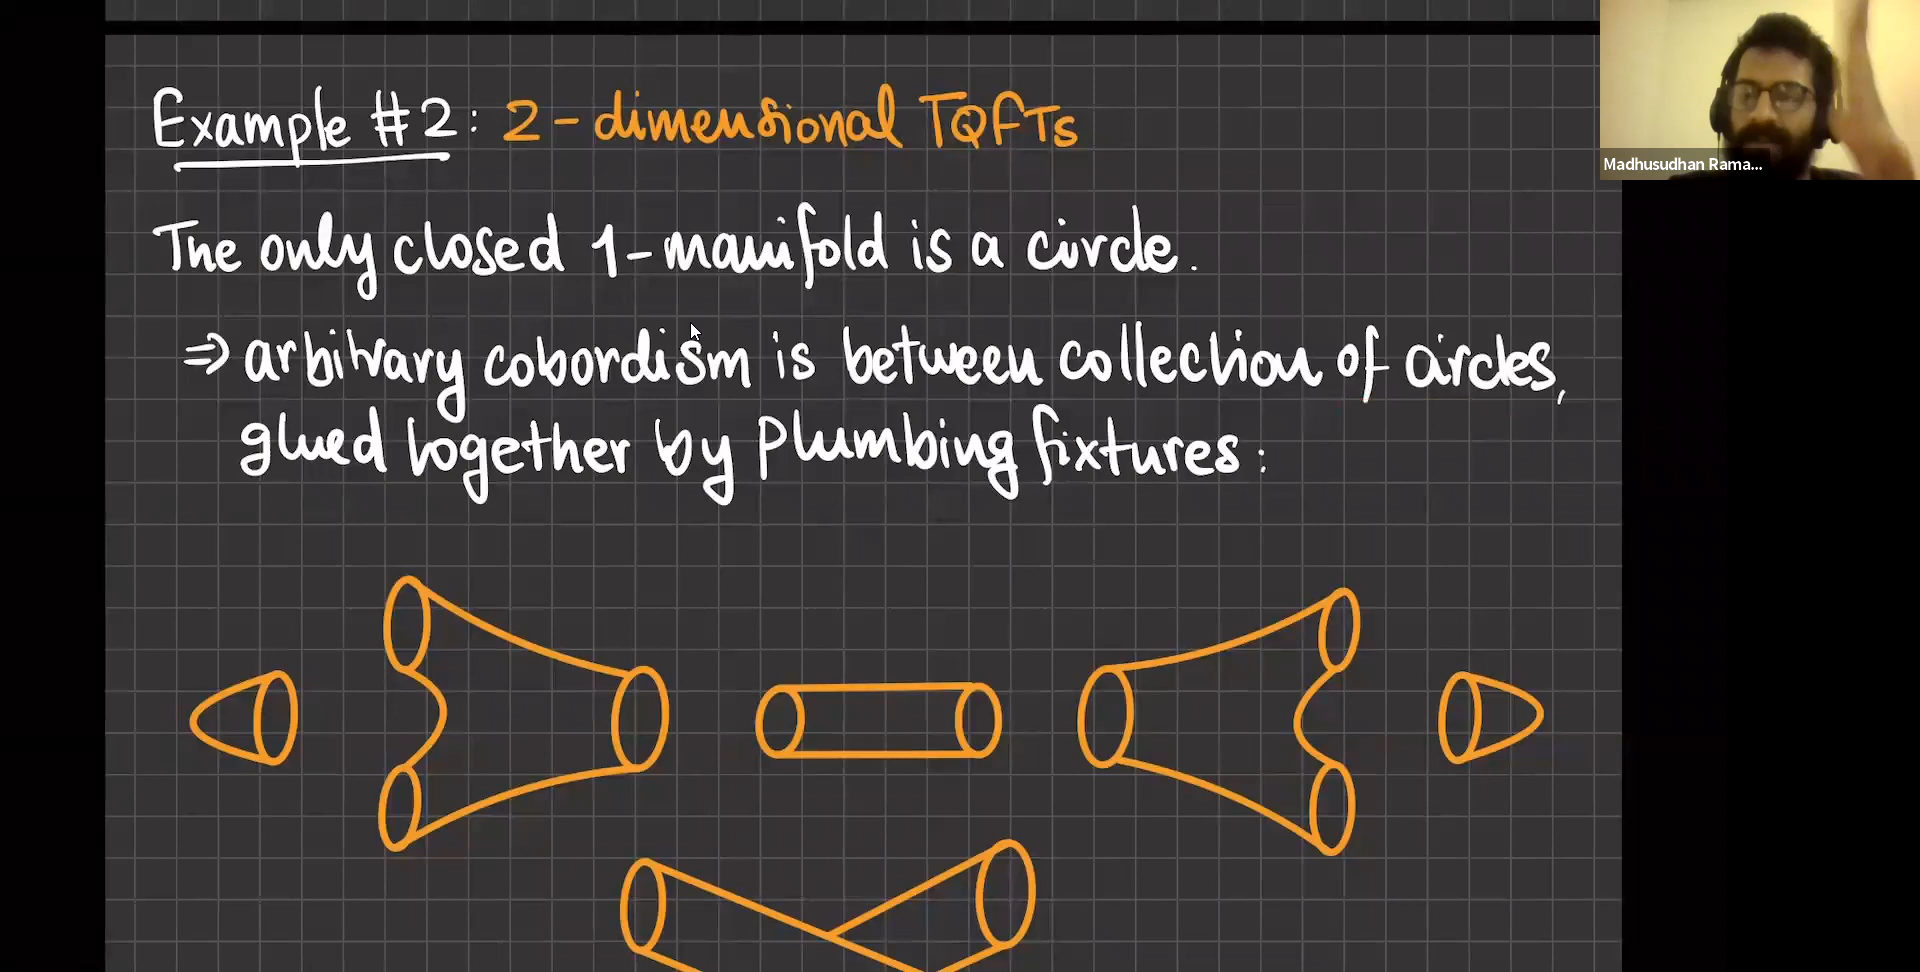 Example #2: 2-dimensional TQFTs
Madhusudhan Rama...
The only closed 1-manifold is a circle.
⇒ arbitrary cobordism is between collection of circles,
glued together by plumbing fixtures: